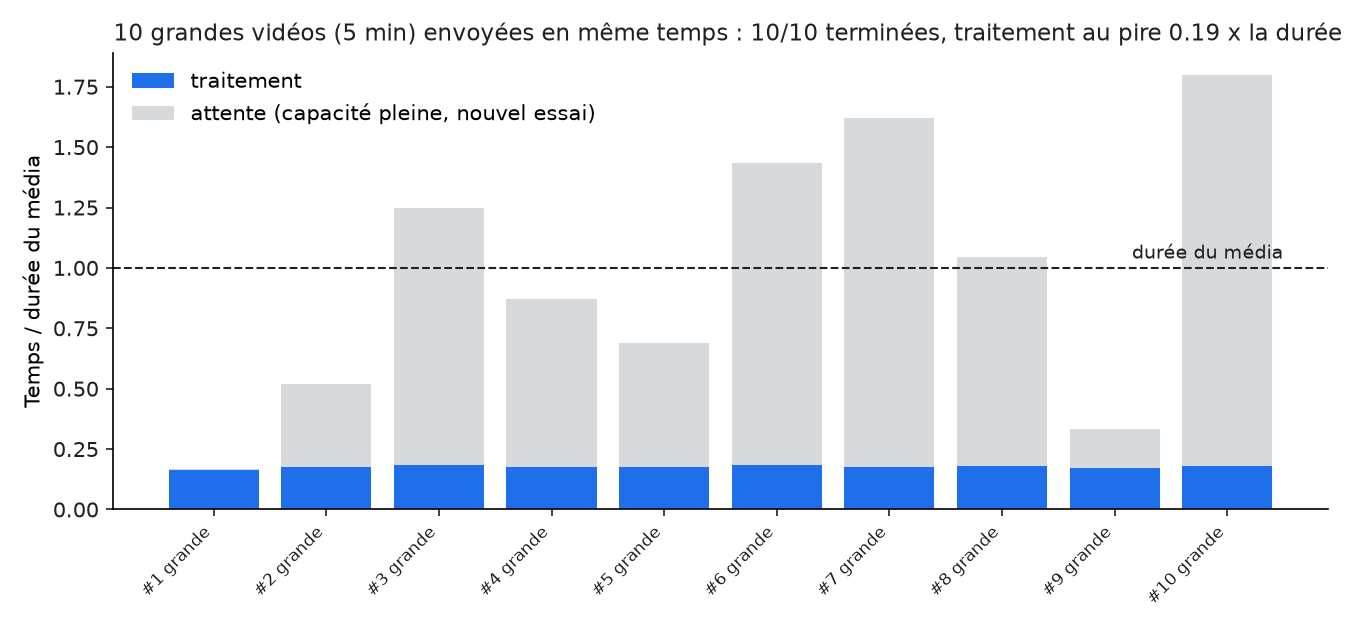 10 grandes vidéos (5 min) envoyées en même temps : 10/10 terminées, traitement au pire 0.19 x la durée
traitement
attente (capacité pleine, nouvel essai)
Temps / durée du média
1.75
1.50
1.25
1.00
0.75
0.50
0.25
0.00
durée du média
#1 grande
#2 grande
#3 grande
#4 grande
#5 grande
#6 grande
#7 grande
#8 grande
#9 grande
#10 grande